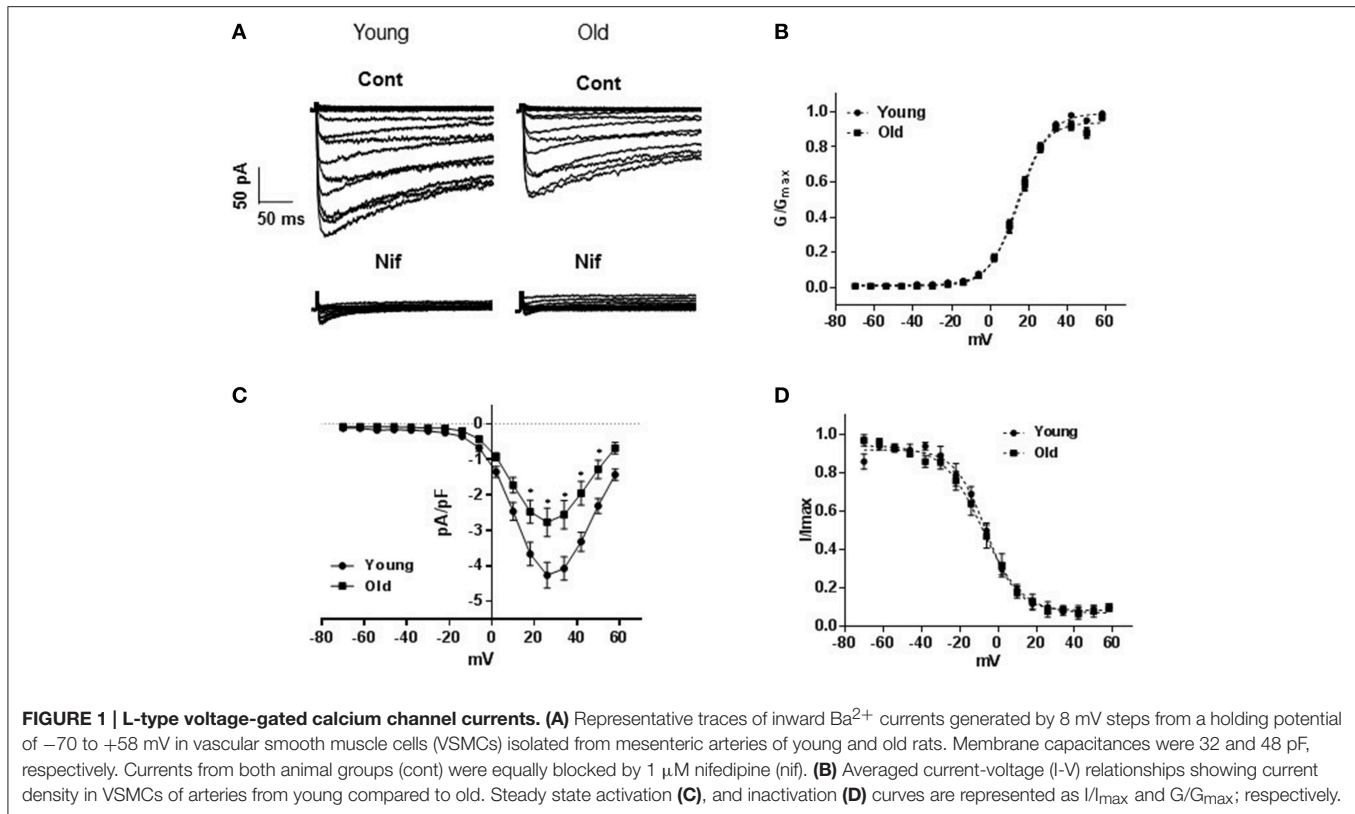 A
Young
Old
Cont
Cont
50 pA
50 ms
Nif
Nif
B
Young
Old
G/Gmax
1.0
0.8
0.6
0.4
0.2
0.0
-80 -60 -40 -20 0 20 40 60
mV
C
0
-1
-2
-3
-4
-5
pA/pF
Young
Old
-80 -60 -40 -20 0 20 40 60
mV
D
Young
Old
I/Imax
1.0
0.8
0.6
0.4
0.2
0.0
-80 -60 -40 -20 0 20 40 60
mV
FIGURE 1 | L-type voltage-gated calcium channel currents. (A) Representative traces of inward Ba2+ currents generated by 8 mV steps from a holding potential
of −70 to +58 mV in vascular smooth muscle cells (VSMCs) isolated from mesenteric arteries of young and old rats. Membrane capacitances were 32 and 48 pF,
respectively. Currents from both animal groups (cont) were equally blocked by 1 μM nifedipine (nif). (B) Averaged current-voltage (I-V) relationships showing current
density in VSMCs of arteries from young compared to old. Steady state activation (C), and inactivation (D) curves are represented as I/Imax and G/Gmax; respectively.